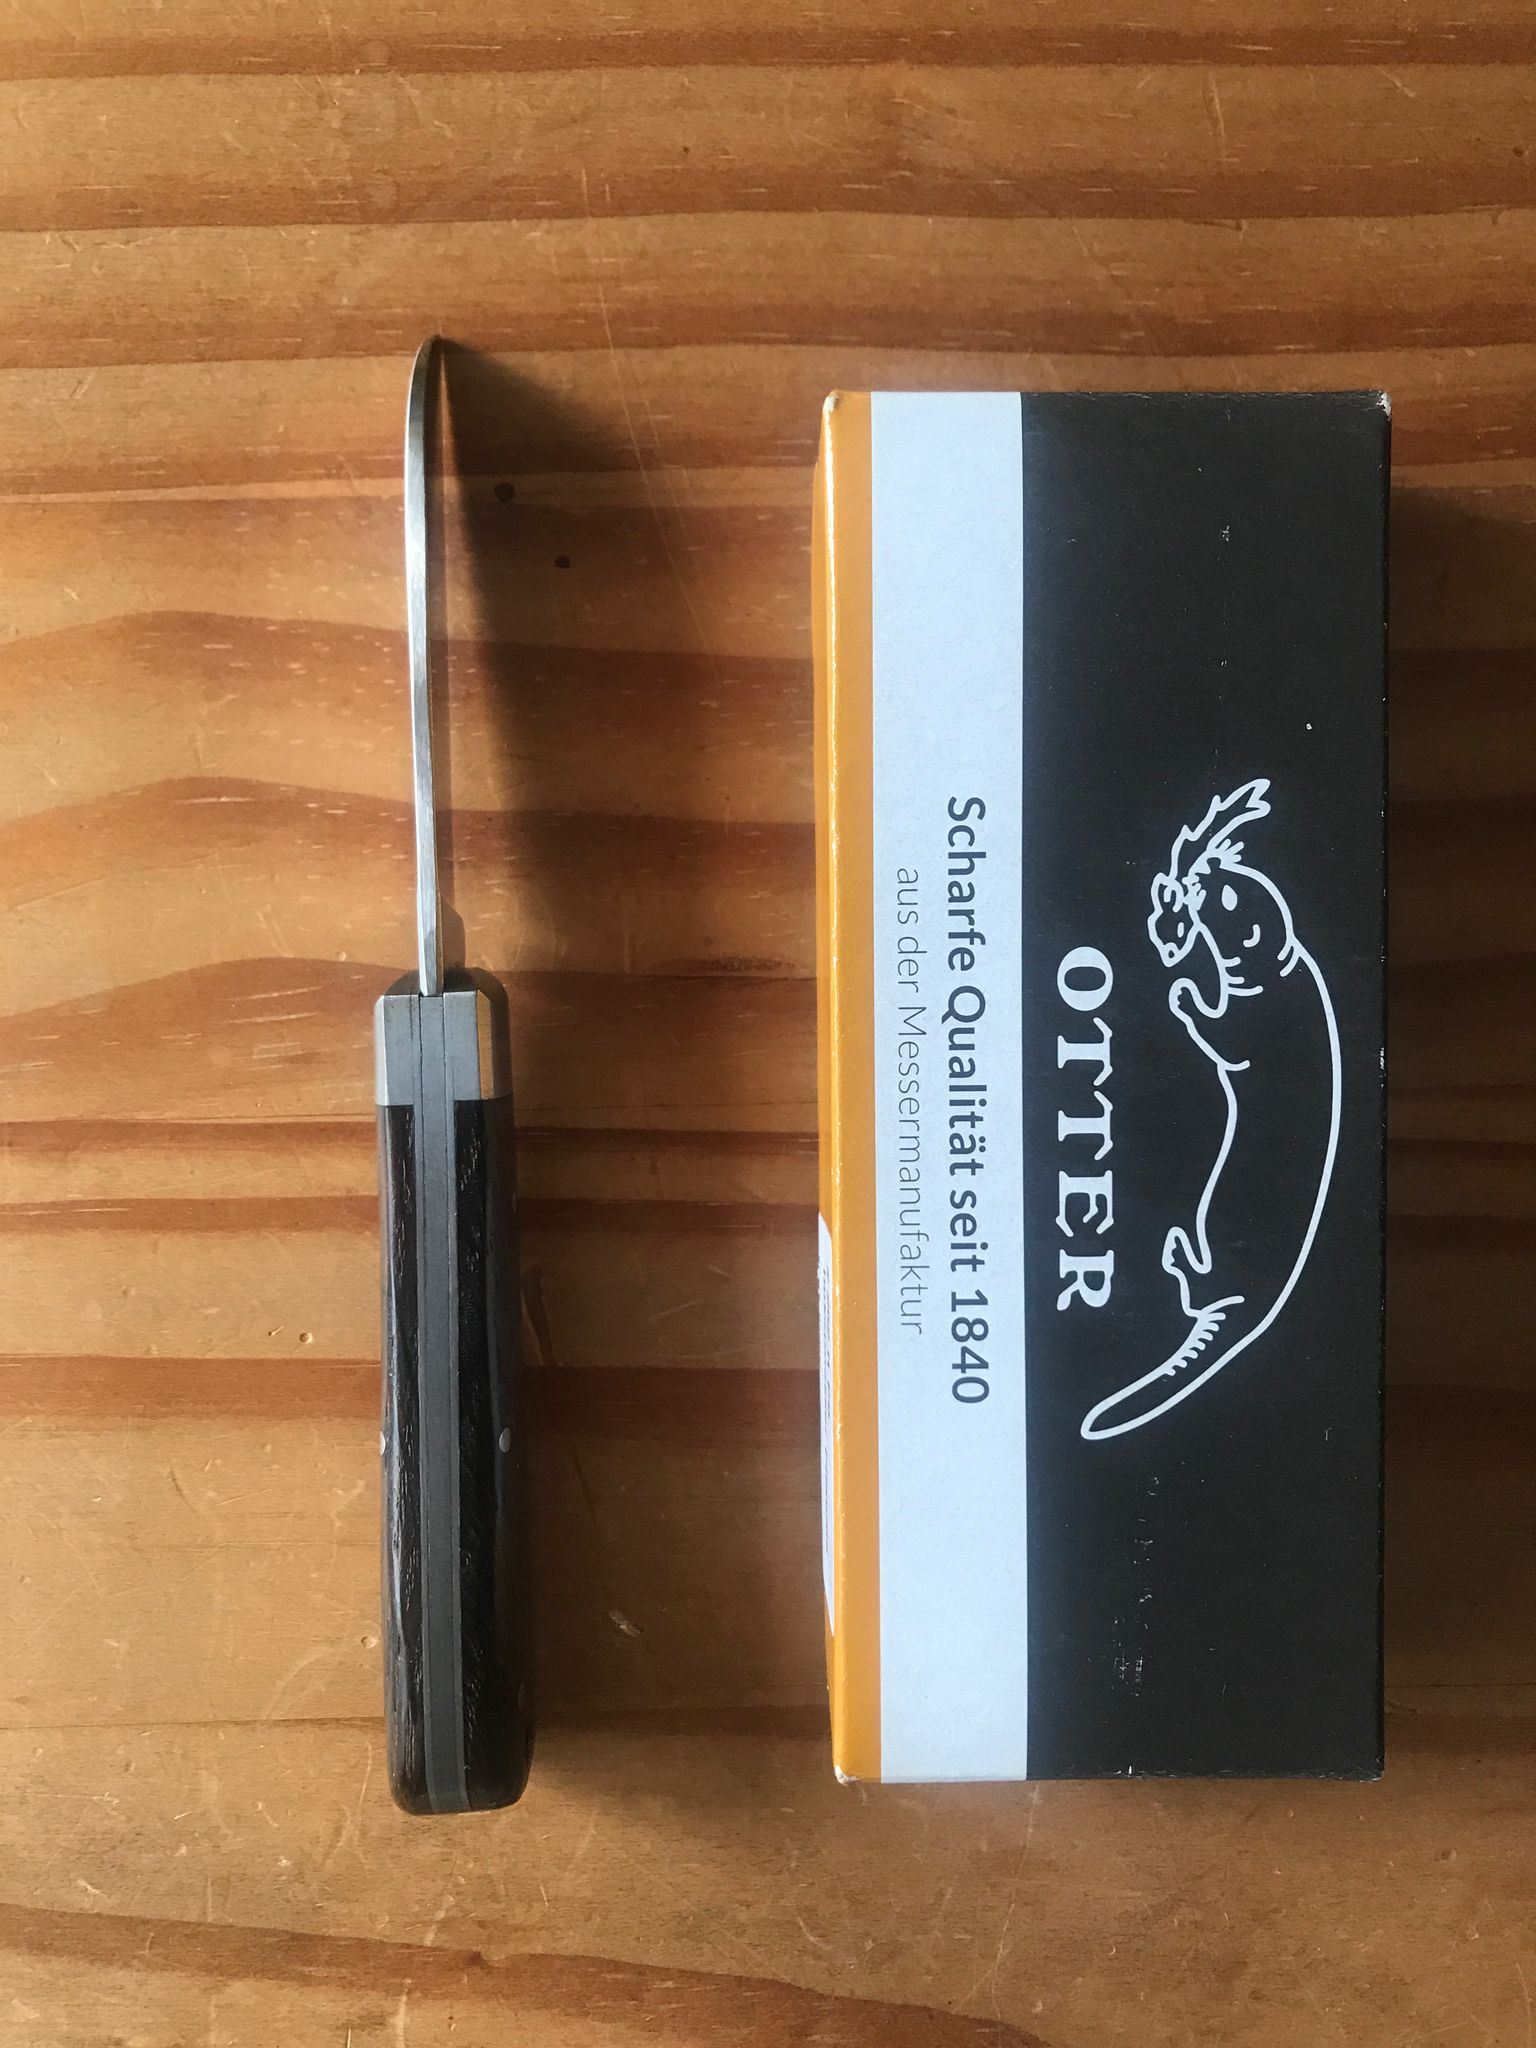 OTTER
Scharfe Qualität seit 1840
aus der Messermanufaktur